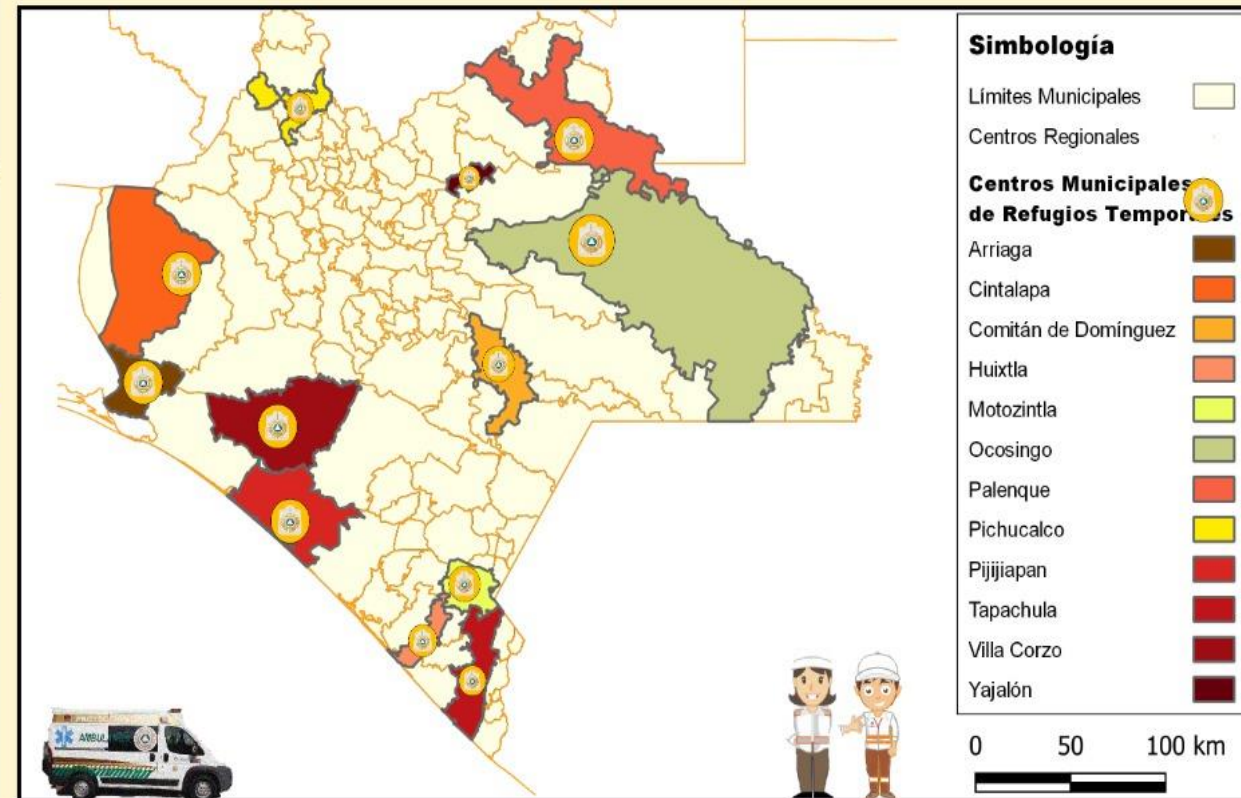 Simbología
Límites Municipales
Centros Regionales
Centros Municipales
de Refugios Temporales
Arriaga
Cintalapa
Comitán de Domínguez
Huixtla
Motozintla
Ocosingo
Palenque
Pichucalco
Pijijiapan
Tapachula
Villa Corzo
Yajalón
0 50 100 km